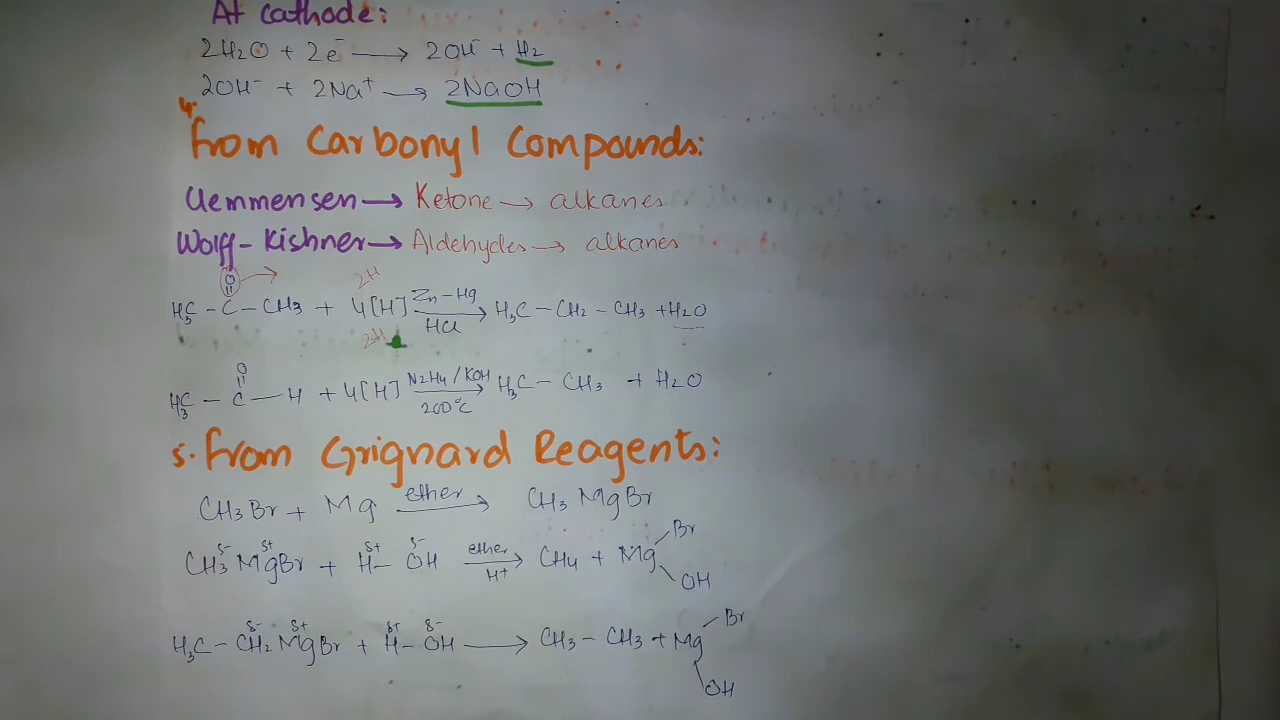 At cathode:
2H2O + 2e⁻ → 2OH⁻ + H2
2OH⁻ + 2Na⁺ → 2NaOH
4.
From Carbonyl Compounds:
Clemmensen → Ketone → alkanes
Wolff-Kishner → Aldehydes → alkanes
O 2H
H3C – C – CH3 + 4[H] Zn–Hg → H3C – CH2 – CH3 + H2O
HCl
2H
O
H3C – C – H + 4[H] N2H4 / KOH → H3C – CH3 + H2O
200°C
5. From Grignard Reagents:
CH3Br + Mg ether → CH3MgBr
Br
δ- δ+ δ+ δ-
CH3MgBr + H–OH ether → CH4 + Mg
H+
OH
Br
δ- δ+ δ+ δ-
H3C – CH2MgBr + H–OH → CH3 – CH3 + Mg
OH